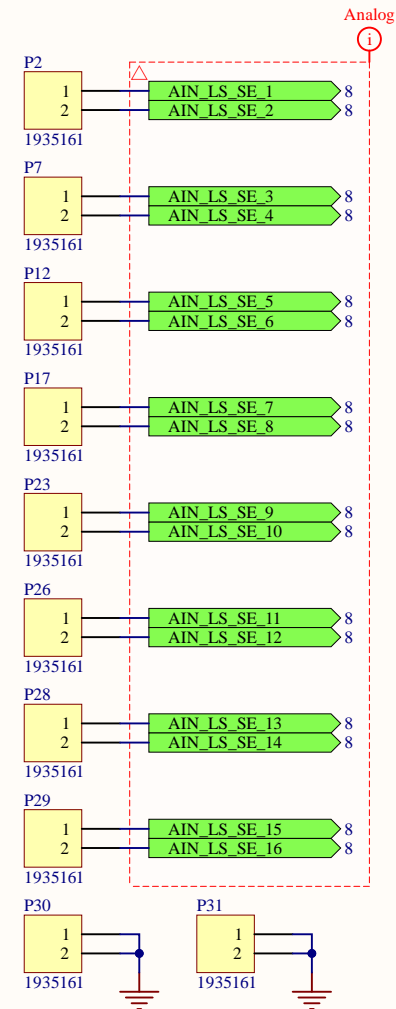 Analog
i
P2
1 AIN_LS_SE_1 8
2 AIN_LS_SE_2 8
1935161
P7
1 AIN_LS_SE_3 8
2 AIN_LS_SE_4 8
1935161
P12
1 AIN_LS_SE_5 8
2 AIN_LS_SE_6 8
1935161
P17
1 AIN_LS_SE_7 8
2 AIN_LS_SE_8 8
1935161
P23
1 AIN_LS_SE_9 8
2 AIN_LS_SE_10 8
1935161
P26
1 AIN_LS_SE_11 8
2 AIN_LS_SE_12 8
1935161
P28
1 AIN_LS_SE_13 8
2 AIN_LS_SE_14 8
1935161
P29
1 AIN_LS_SE_15 8
2 AIN_LS_SE_16 8
1935161
P30 P31
1 1
2 2
1935161 1935161